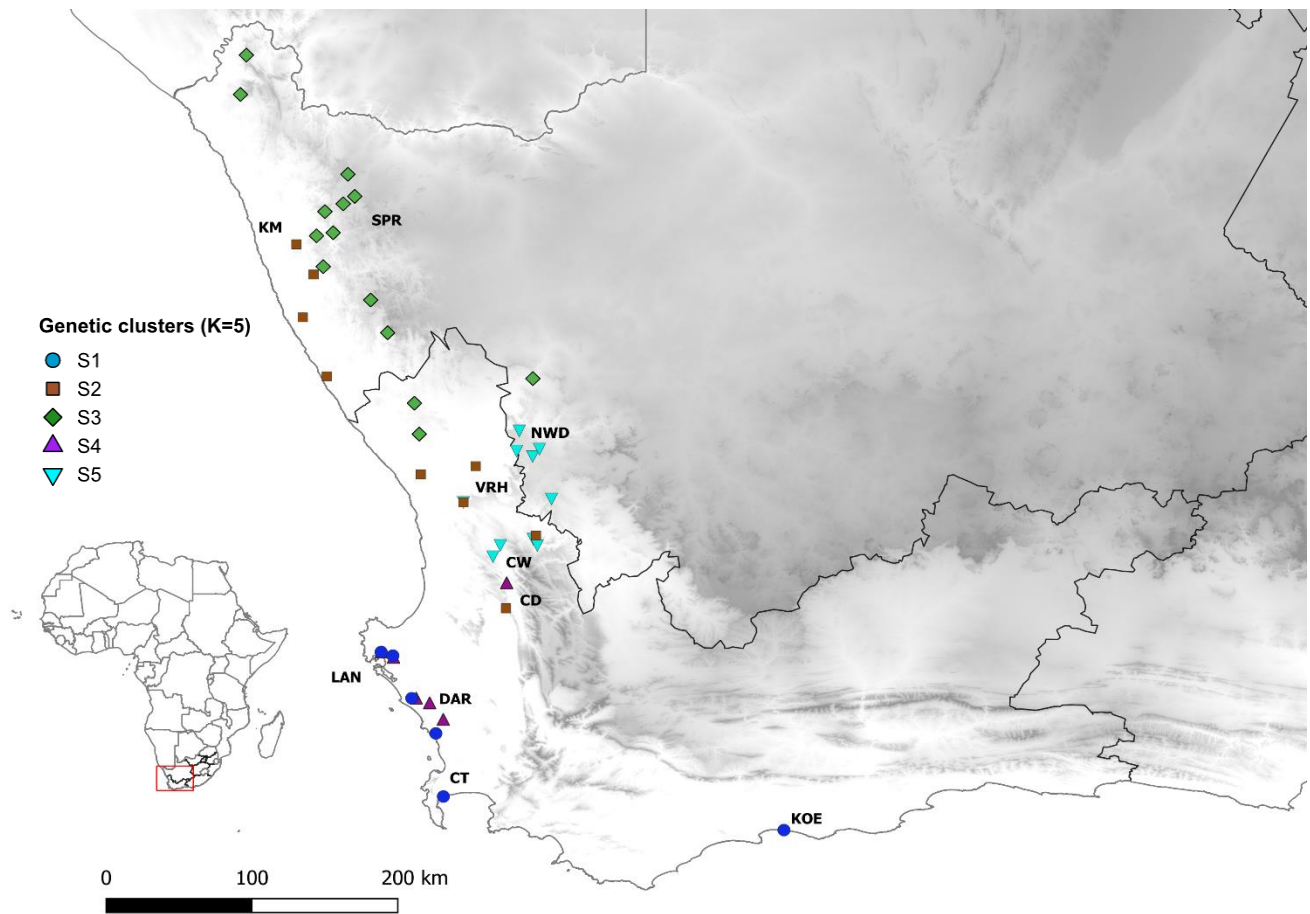 KM
SPR
Genetic clusters (K=5)
S1
S2
S3
S4
S5
NWD
VRH
CW
CD
LAN
DAR
CT
KOE
0 100 200 km